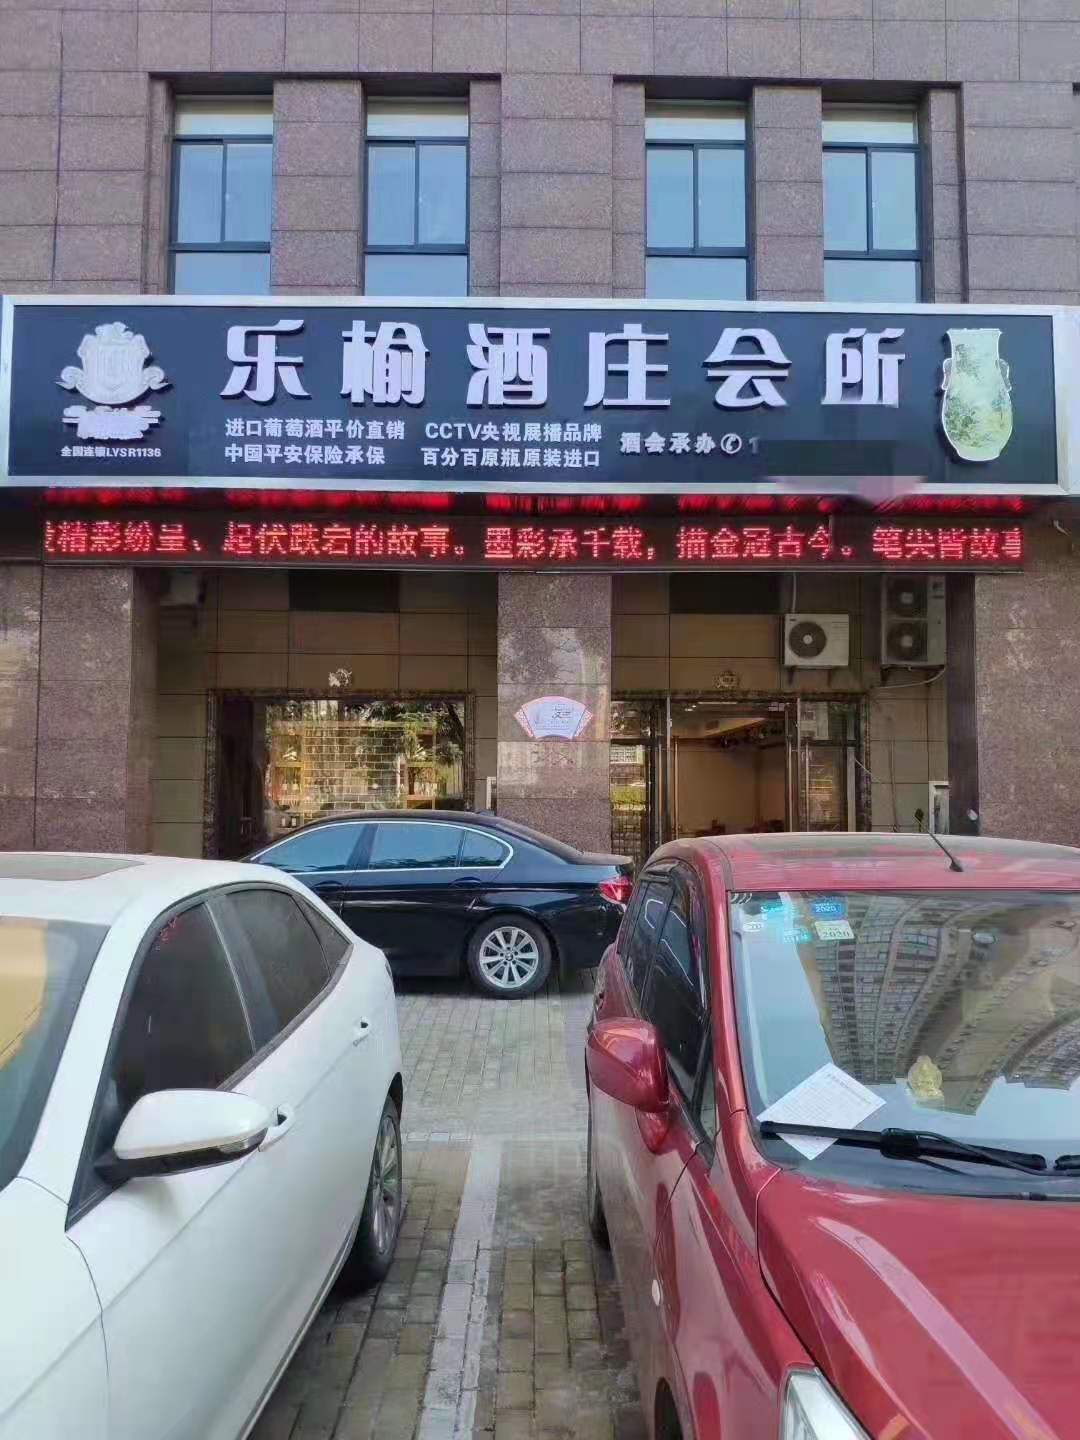 乐榆酒庄会所
进口葡萄酒平价直销 CCTV央视展播品牌
中国平安保险承保 百分百原瓶原装进口
酒会承办✆1
全国连锁LYSR1136
精彩纷呈、起伏跌宕的故事。墨彩承千载，描金冠古今。笔尖皆故事
2020
2020